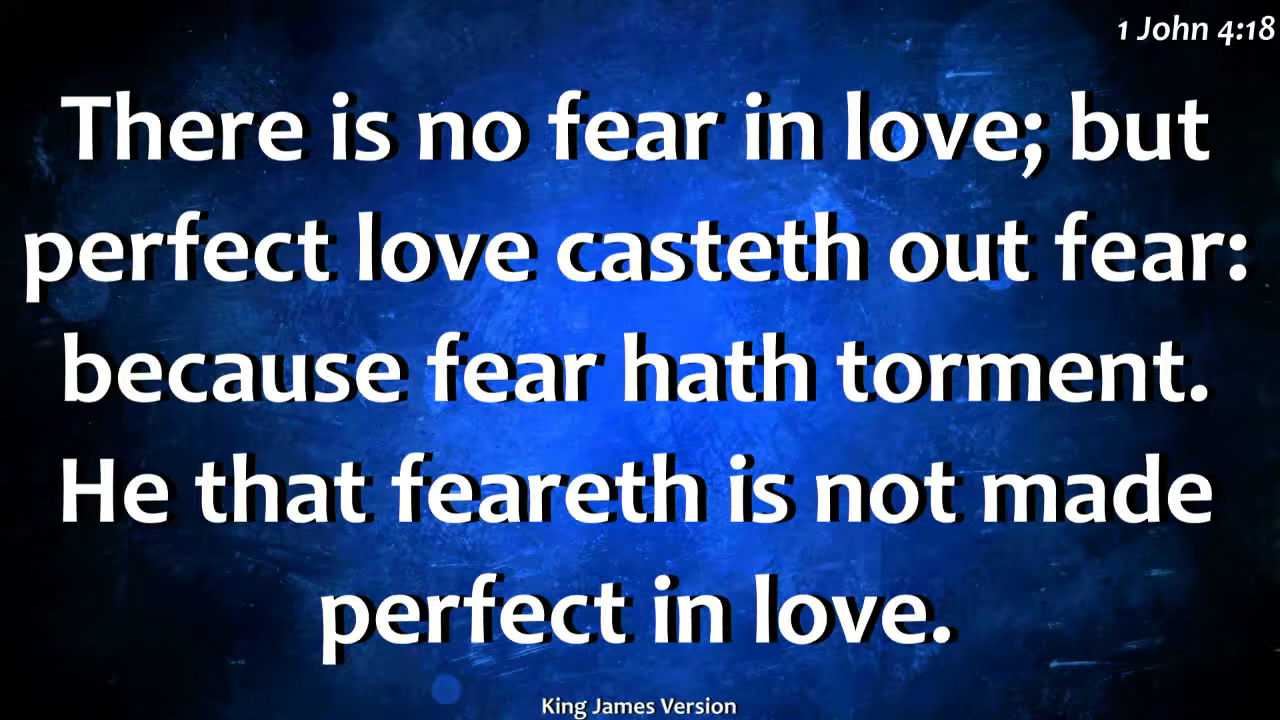 1 John 4:18
There is no fear in love; but
perfect love casteth out fear:
because fear hath torment.
He that feareth is not made
perfect in love.
King James Version